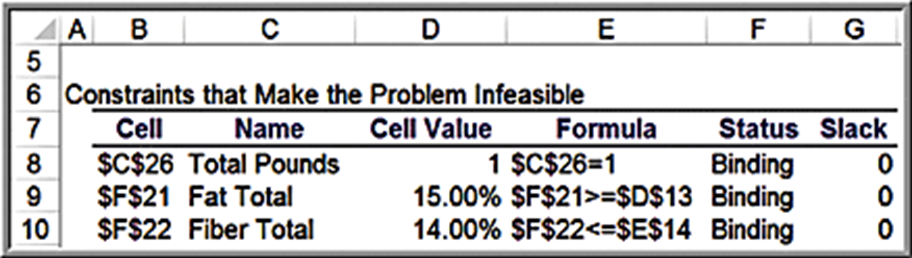 A B C D E F G
5
6 Constraints that Make the Problem Infeasible
7 Cell Name Cell Value Formula Status Slack
8 $C$26 Total Pounds 1 $C$26=1 Binding 0
9 $F$21 Fat Total 15.00% $F$21>=$D$13 Binding 0
10 $F$22 Fiber Total 14.00% $F$22<=$E$14 Binding 0